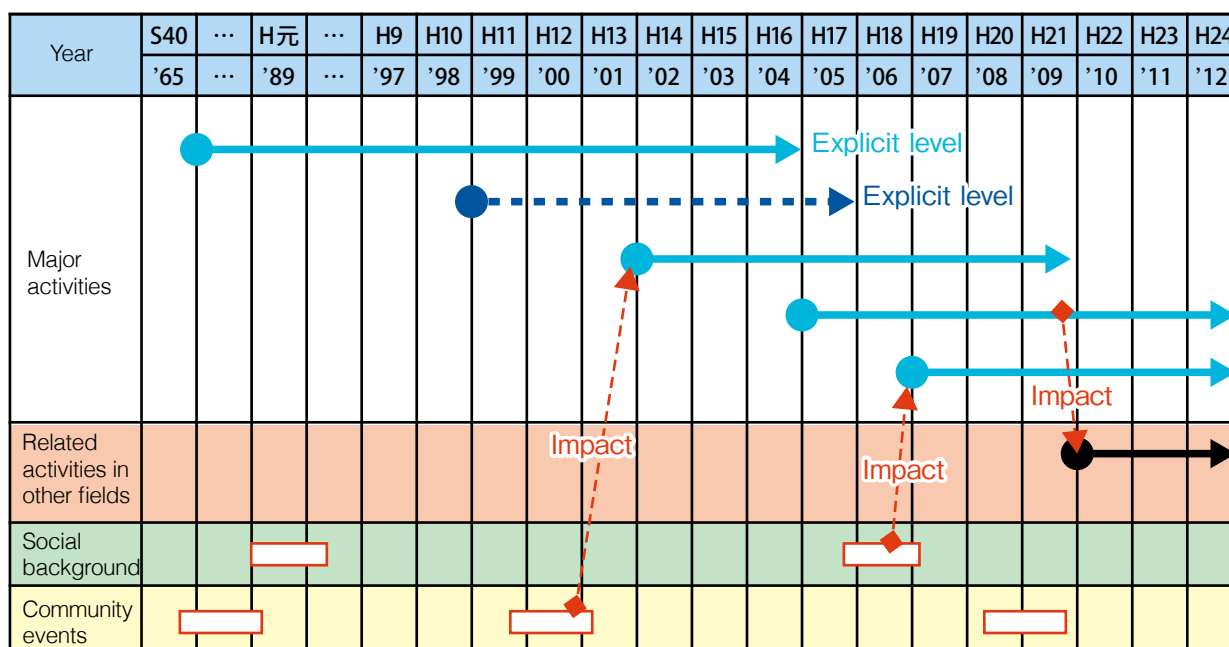 Year S40 … H元 … H9 H10 H11 H12 H13 H14 H15 H16 H17 H18 H19 H20 H21 H22 H23 H24
'65 … '89 … '97 '98 '99 '00 '01 '02 '03 '04 '05 '06 '07 '08 '09 '10 '11 '12
Explicit level
Explicit level
Major
activities
Impact
Related
activities in
other fields
Impact
Impact
Social
background
Community
events